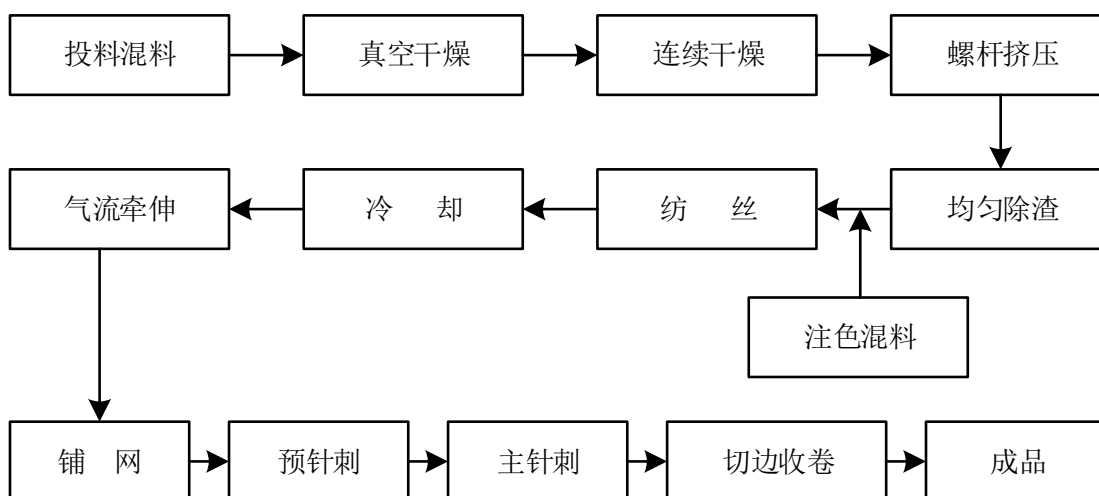 投料混料
真空干燥
连续干燥
螺杆挤压
气流牵伸
冷 却
纺 丝
均匀除渣
注色混料
铺 网
预针刺
主针刺
切边收卷
成品